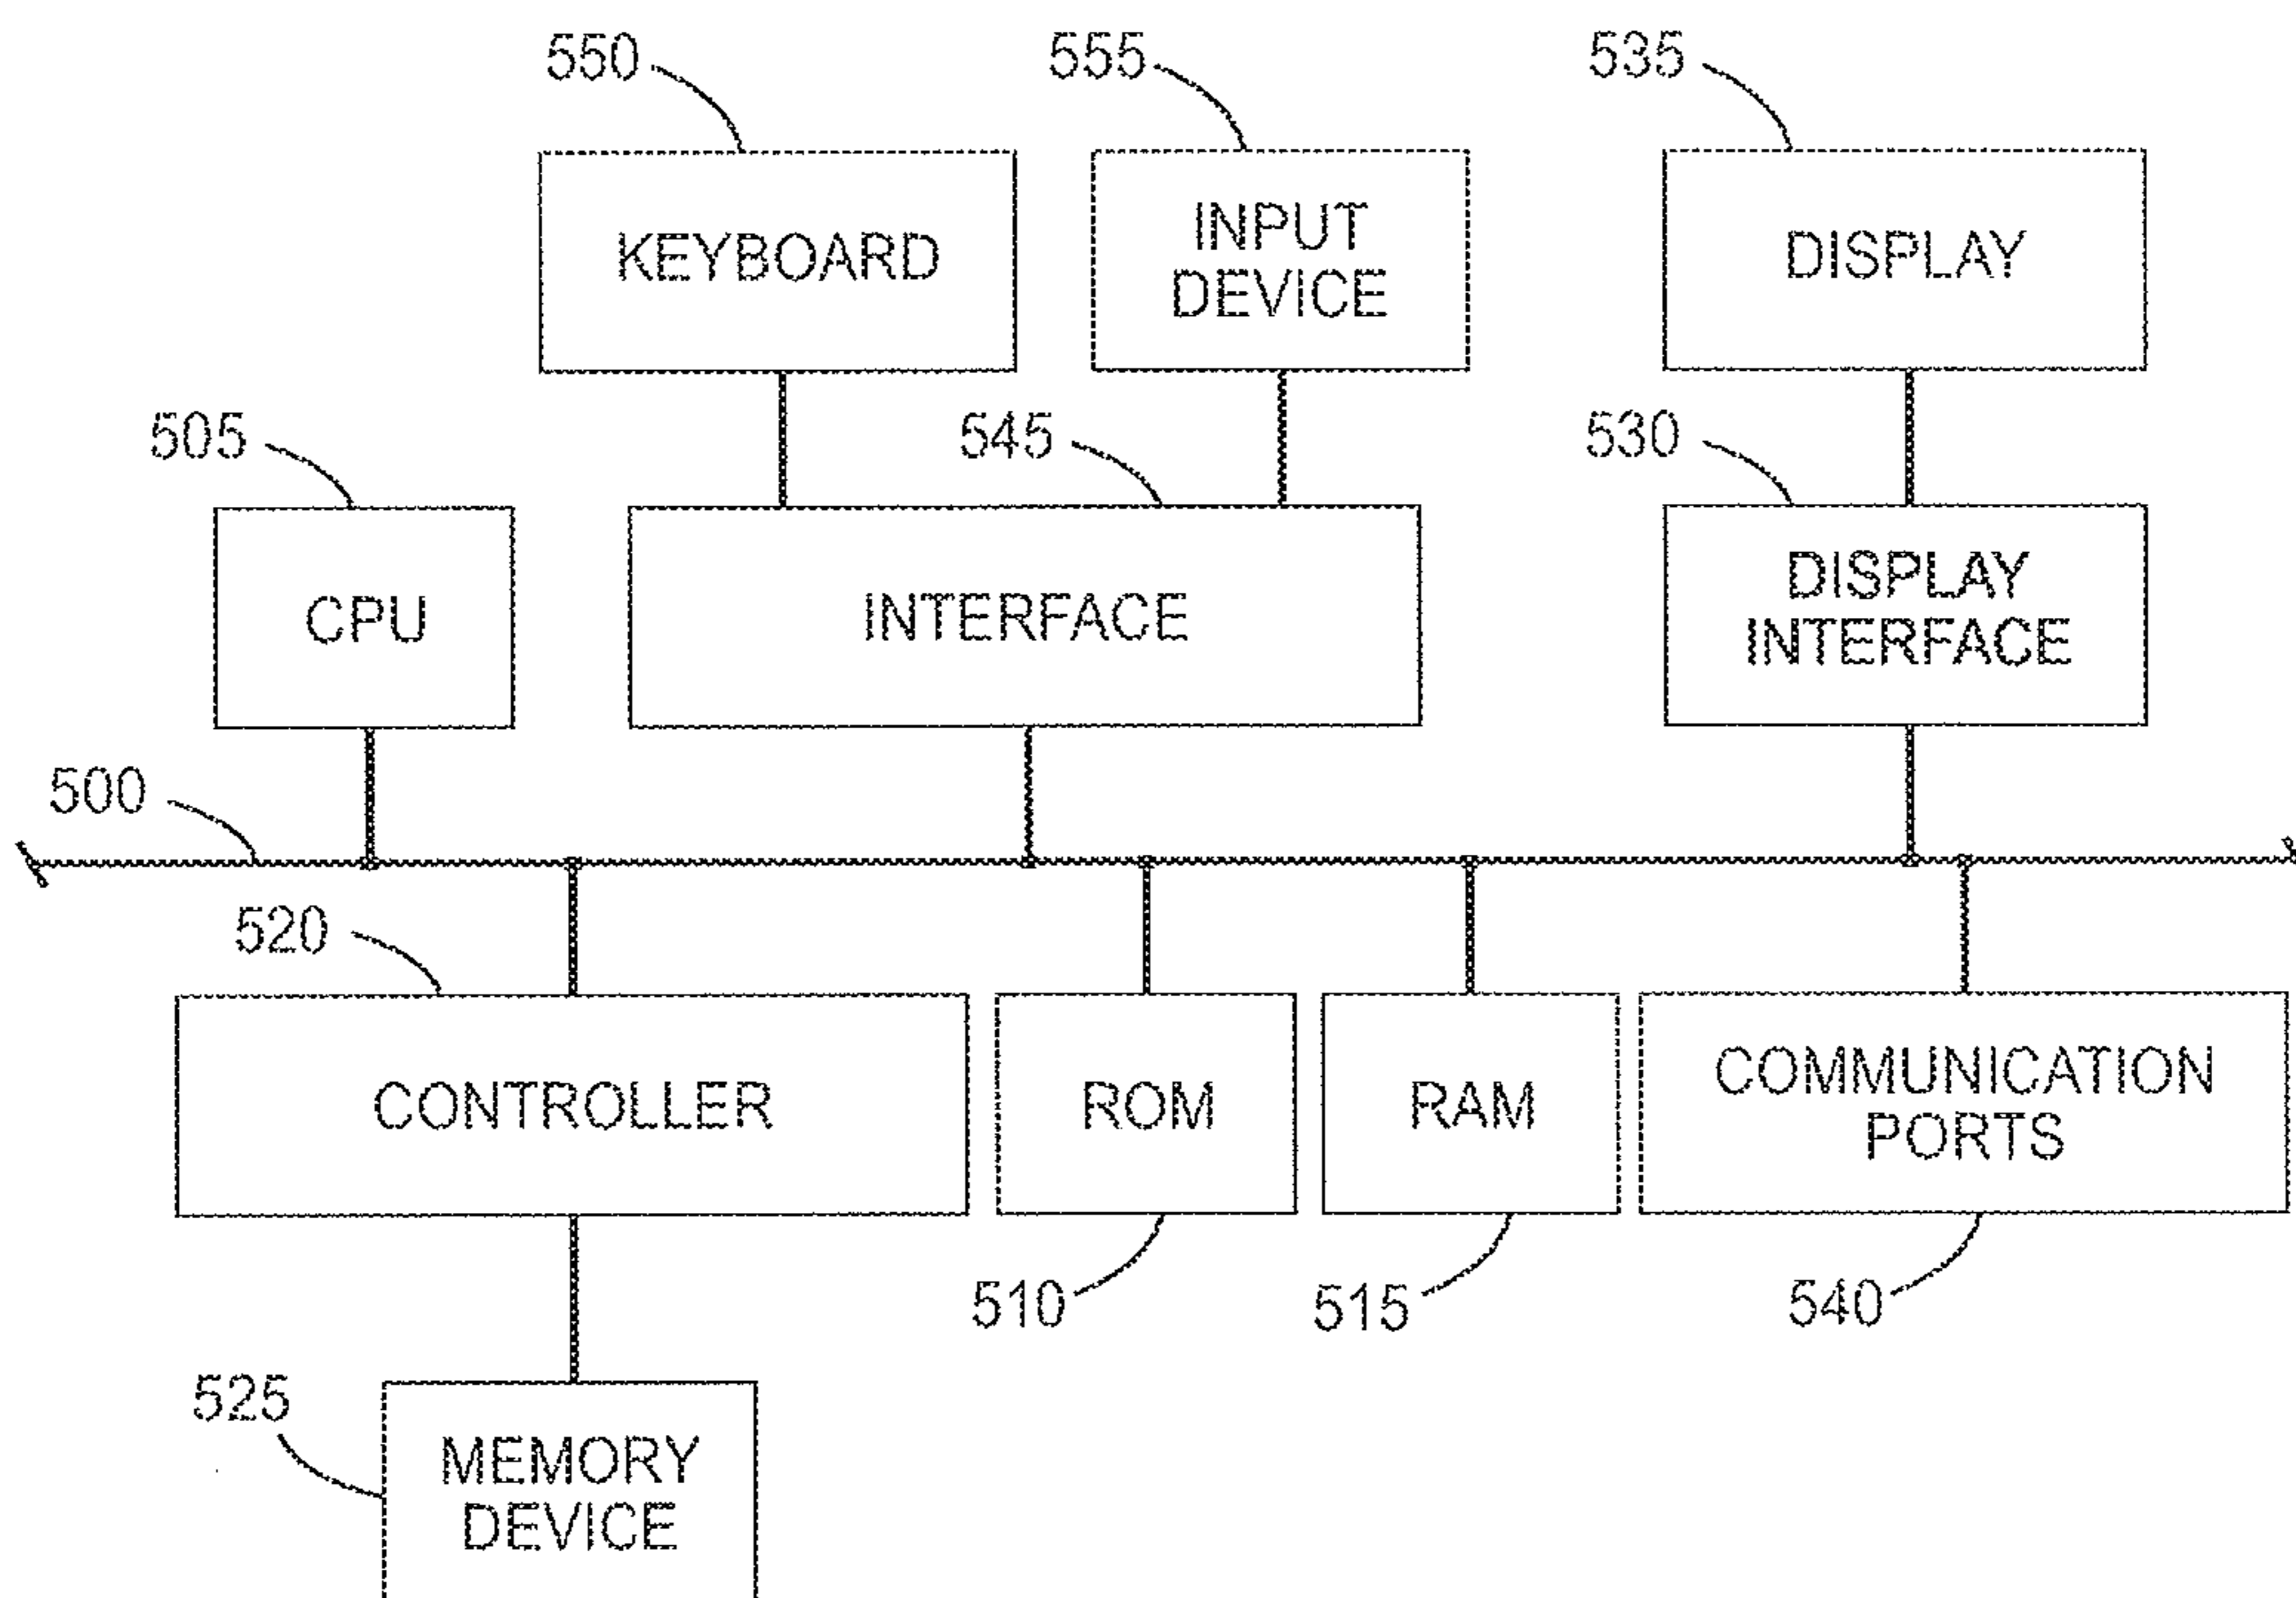 550
555
535
KEYBOARD
INPUT
DEVICE
DISPLAY
505
545
530
CPU
INTERFACE
DISPLAY
INTERFACE
500
520
CONTROLLER
ROM
RAM
COMMUNICATION
PORTS
510
515
540
525
MEMORY
DEVICE